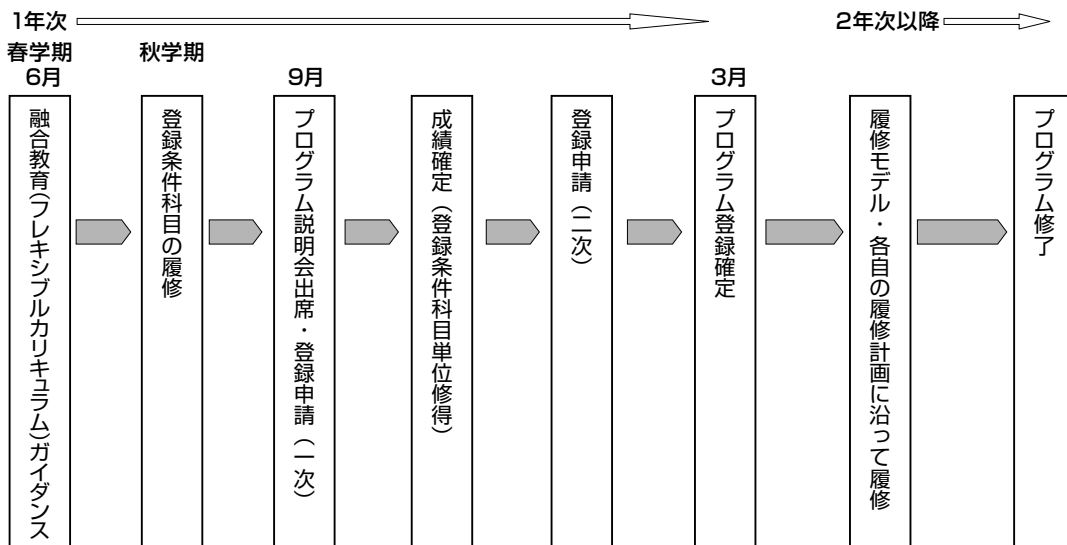 1年次
2年次以降
春学期
秋学期
6月
9月
3月
融合教育(フレキシブルカリキュラム)ガイダンス
登録条件科目の履修
プログラム説明会出席・登録申請(一次)
成績確定(登録条件科目単位修得)
登録申請(二次)
プログラム登録確定
履修モデル・各自の履修計画に沿って履修
プログラム修了